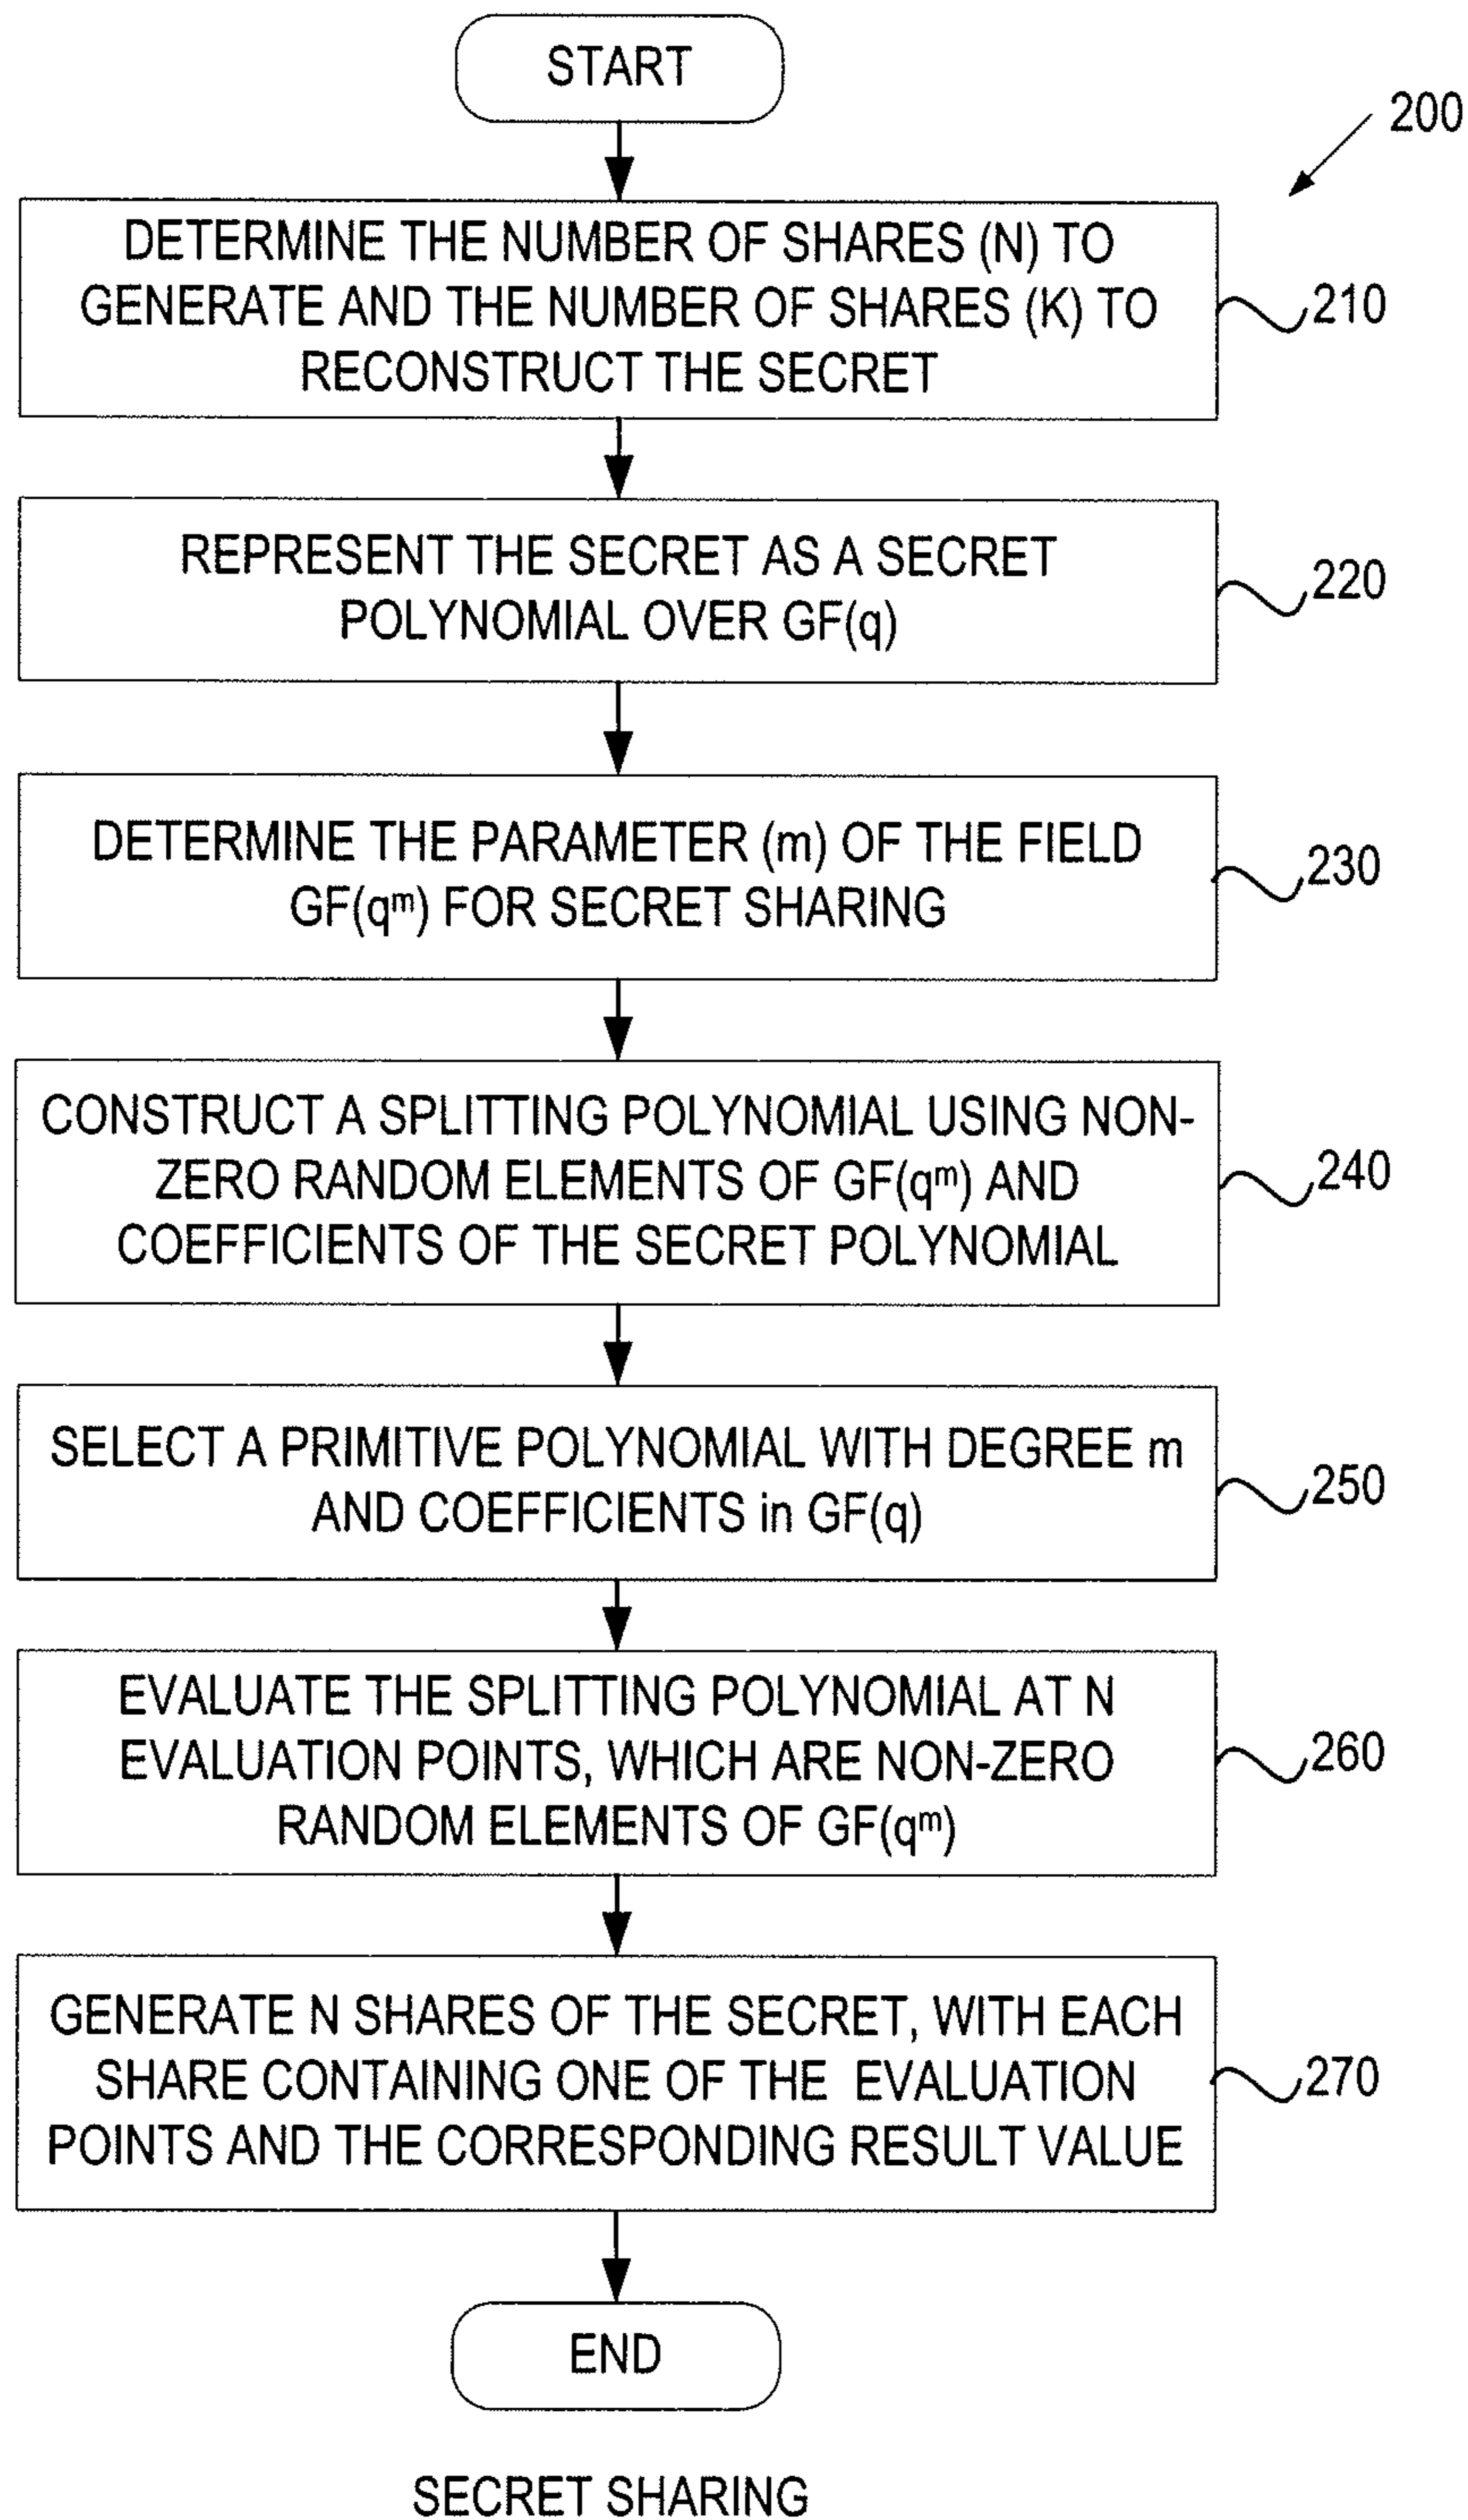 START
200
DETERMINE THE NUMBER OF SHARES (N) TO
GENERATE AND THE NUMBER OF SHARES (K) TO
RECONSTRUCT THE SECRET
210
REPRESENT THE SECRET AS A SECRET
POLYNOMIAL OVER GF(q)
220
DETERMINE THE PARAMETER (m) OF THE FIELD
GF(qᵐ) FOR SECRET SHARING
230
CONSTRUCT A SPLITTING POLYNOMIAL USING NON-
ZERO RANDOM ELEMENTS OF GF(qᵐ) AND
COEFFICIENTS OF THE SECRET POLYNOMIAL
240
SELECT A PRIMITIVE POLYNOMIAL WITH DEGREE m
AND COEFFICIENTS in GF(q)
250
EVALUATE THE SPLITTING POLYNOMIAL AT N
EVALUATION POINTS, WHICH ARE NON-ZERO
RANDOM ELEMENTS OF GF(qᵐ)
260
GENERATE N SHARES OF THE SECRET, WITH EACH
SHARE CONTAINING ONE OF THE EVALUATION
POINTS AND THE CORRESPONDING RESULT VALUE
270
END
SECRET SHARING